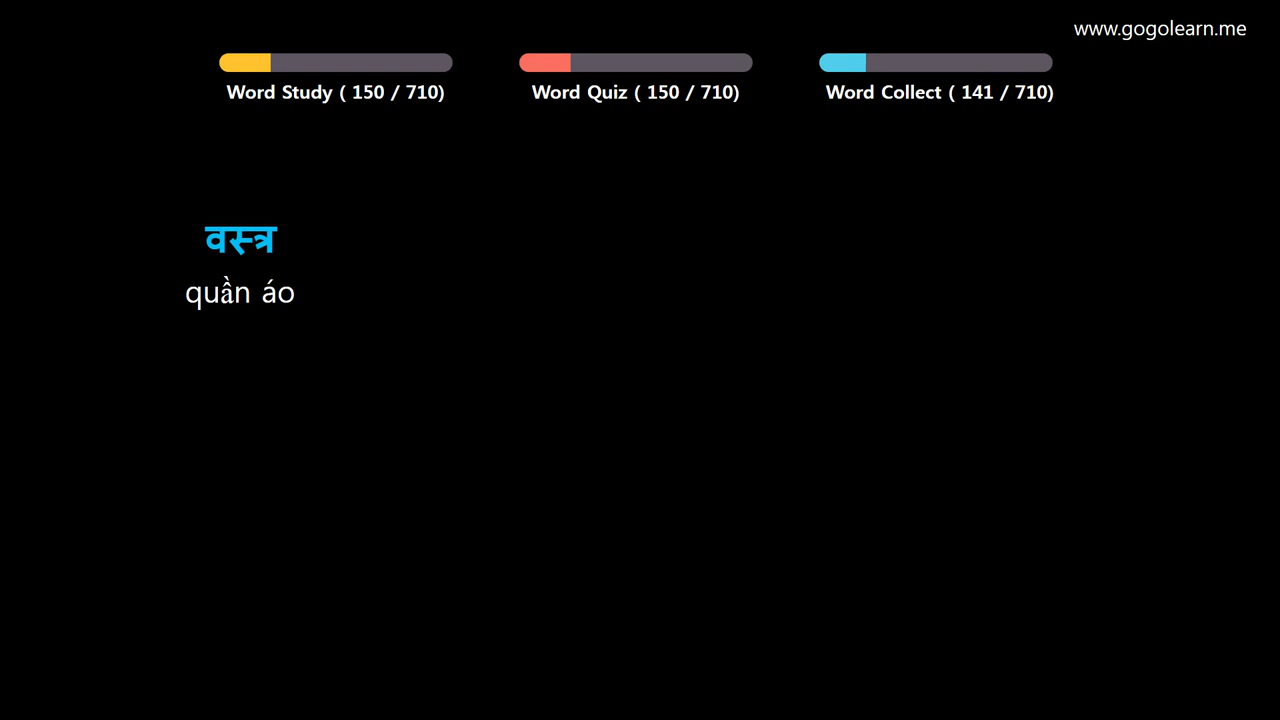 www.gogolearn.me
Word Study ( 150 / 710)
Word Quiz ( 150 / 710)
Word Collect ( 141 / 710)
वस्त्र
quần áo